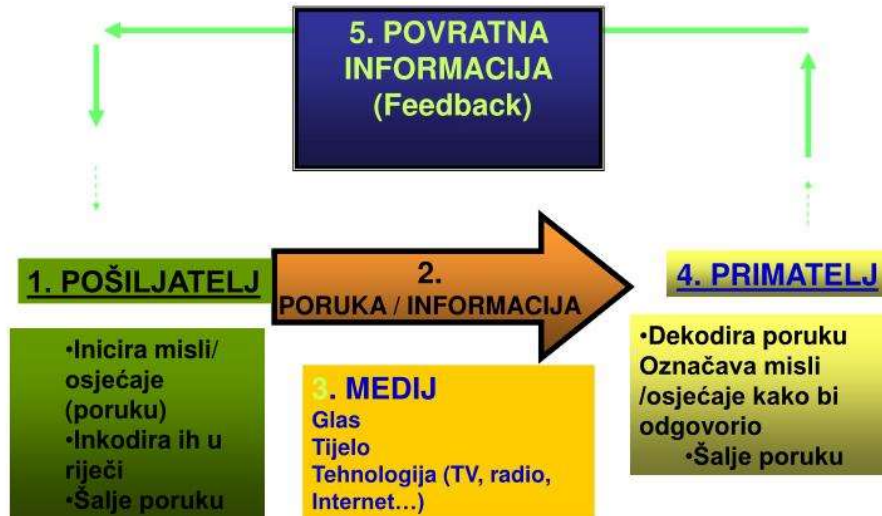 5. POVRATNA
INFORMACIJA
(Feedback)
1. POŠILJATELJ
2.
PORUKA / INFORMACIJA
4. PRIMATELJ
•Inicira misli/
osjećaje
(poruku)
•Inkodira ih u
riječi
•Šalje poruku
3. MEDIJ
Glas
Tijelo
Tehnologija (TV, radio,
Internet…)
•Dekodira poruku
Označava misli
/osjećaje kako bi
odgovorio
•Šalje poruku